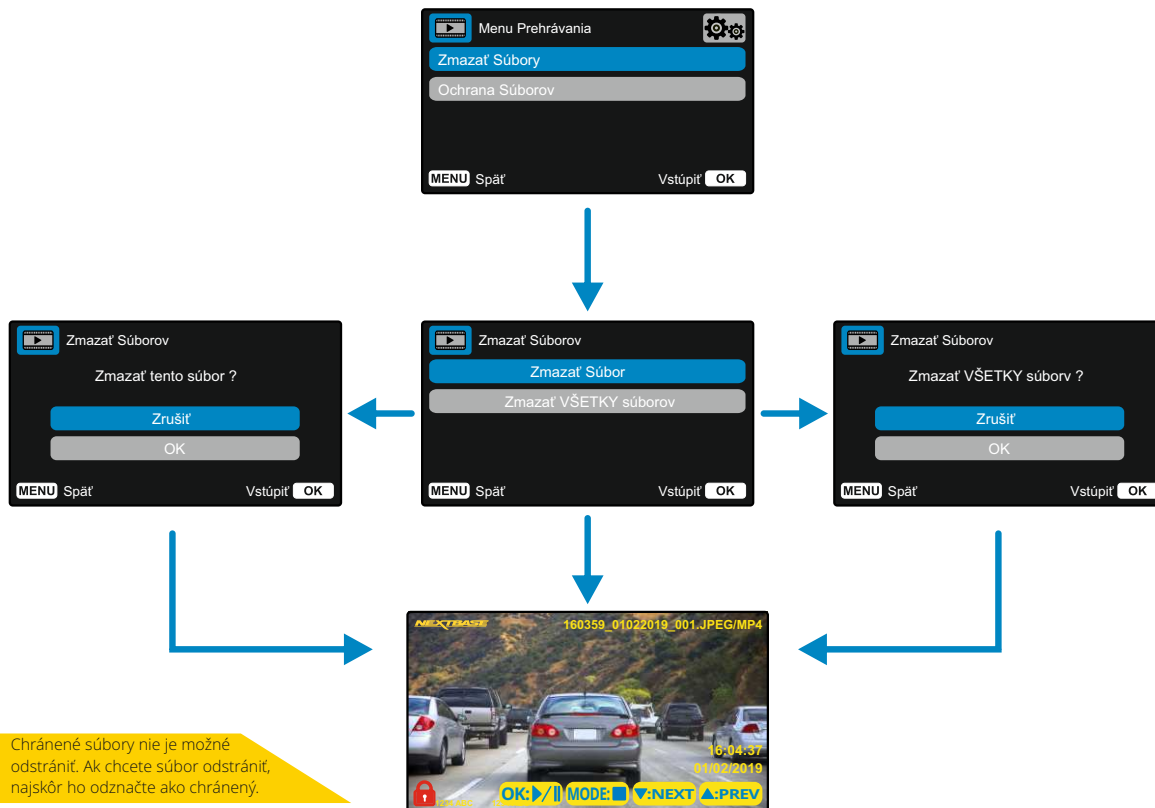 Menu Prehrávania
Zmazať Súbory
Ochrana Súborov
MENU Späť
Vstúpiť OK
Zmazať Súborov
Zmazať tento súbor ?
Zrušiť
OK
MENU Späť
Vstúpiť OK
Zmazať Súborov
Zmazať Súbor
Zmazať VŠETKY súborov
MENU Späť
Vstúpiť OK
Zmazať Súborov
Zmazať VŠETKY súborv ?
Zrušiť
OK
MENU Späť
Vstúpiť OK
NEXTBASE
160359_01022019_001.JPEG/MP4
16:04:37
01/02/2019
OK: MODE: :NEXT :PREV
Chránené súbory nie je možné
odstrániť. Ak chcete súbor odstrániť,
najskôr ho odznačte ako chránený.